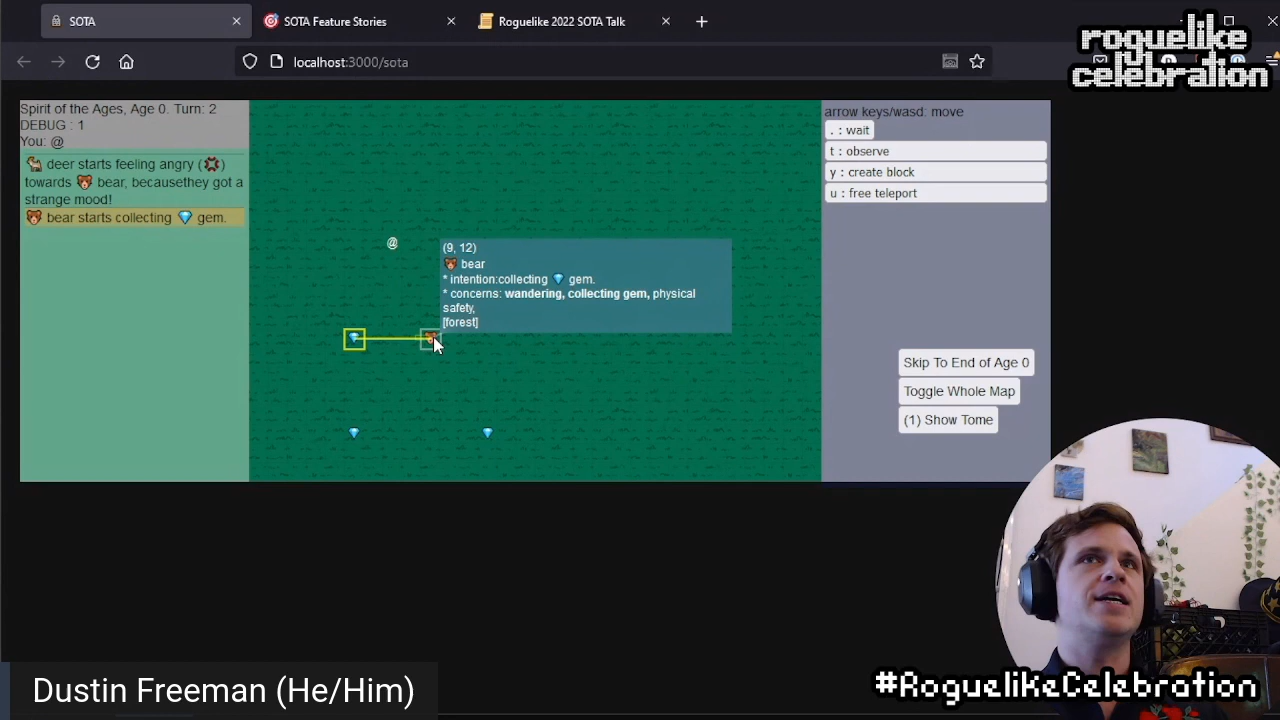 SOTA
SOTA Feature Stories
Roguelike 2022 SOTA Talk
localhost:3000/sota
roguelike
celebration
Spirit of the Ages, Age 0. Turn: 2
DEBUG : 1
You: @
deer starts feeling angry (💢)
towards 🐻 bear, becausethey got a
strange mood!
🐻 bear starts collecting 💎 gem.
@
(9, 12)
🐻 bear
* intention:collecting 💎 gem.
* concerns: wandering, collecting gem, physical
safety,
[forest]
arrow keys/wasd: move
. : wait
t : observe
y : create block
u : free teleport
Skip To End of Age 0
Toggle Whole Map
(1) Show Tome
Dustin Freeman (He/Him)
#RoguelikeCelebration